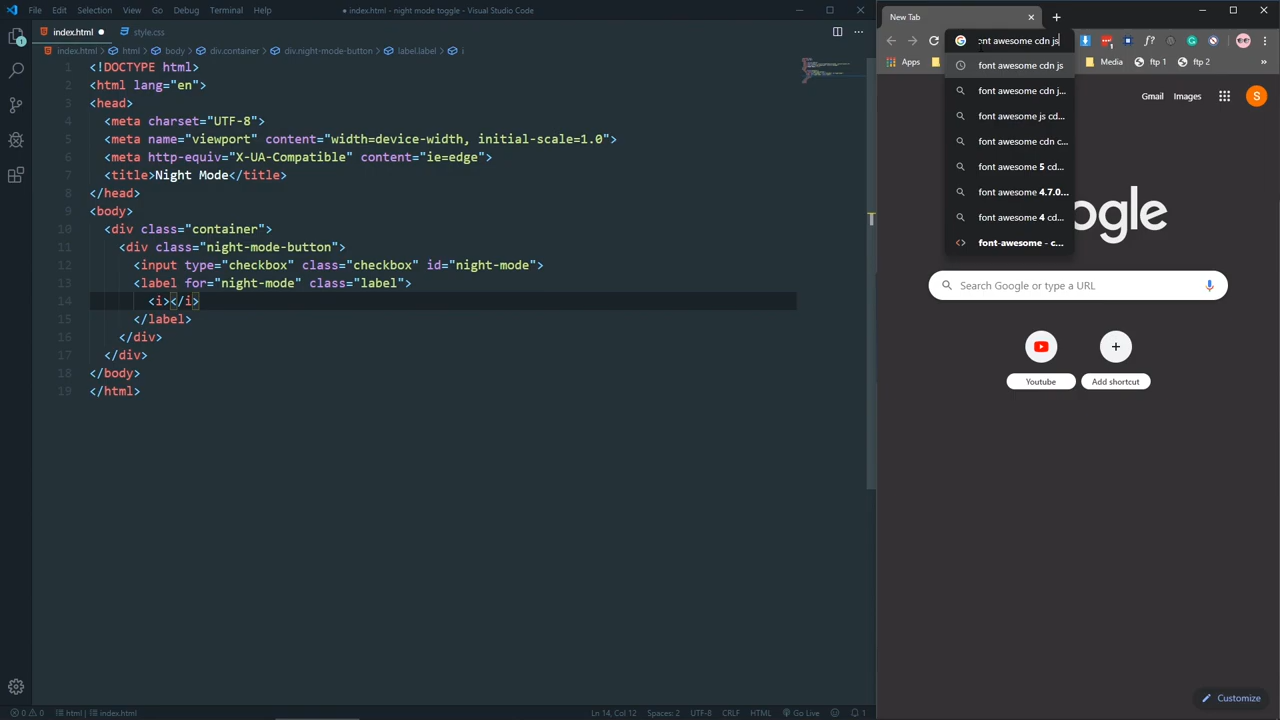 File Edit Selection View Go Debug Terminal Help
● index.html - night mode toggle - Visual Studio Code
index.html
style.css
index.html > html > body > div.container > div.night-mode-button > label.label > i
1 <!DOCTYPE html>
2 <html lang="en">
3 <head>
4 <meta charset="UTF-8">
5 <meta name="viewport" content="width=device-width, initial-scale=1.0">
6 <meta http-equiv="X-UA-Compatible" content="ie=edge">
7 <title>Night Mode</title>
8 </head>
9 <body>
10 <div class="container">
11 <div class="night-mode-button">
12 <input type="checkbox" class="checkbox" id="night-mode">
13 <label for="night-mode" class="label">
14 <i></i>
15 </label>
16 </div>
17 </div>
18 </body>
19 </html>
0 0 html index.html
Ln 14, Col 12 Spaces: 2 UTF-8 CRLF HTML Go Live 1
New Tab
ont awesome cdn js
Apps
Media ftp 1 ftp 2 »
font awesome cdn js
font awesome cdn j...
font awesome js cd...
font awesome cdn c...
font awesome 5 cd...
font awesome 4.7.0...
font awesome 4 cd...
font-awesome - c...
Gmail Images
S
ogle
Search Google or type a URL
Youtube
Add shortcut
Customize